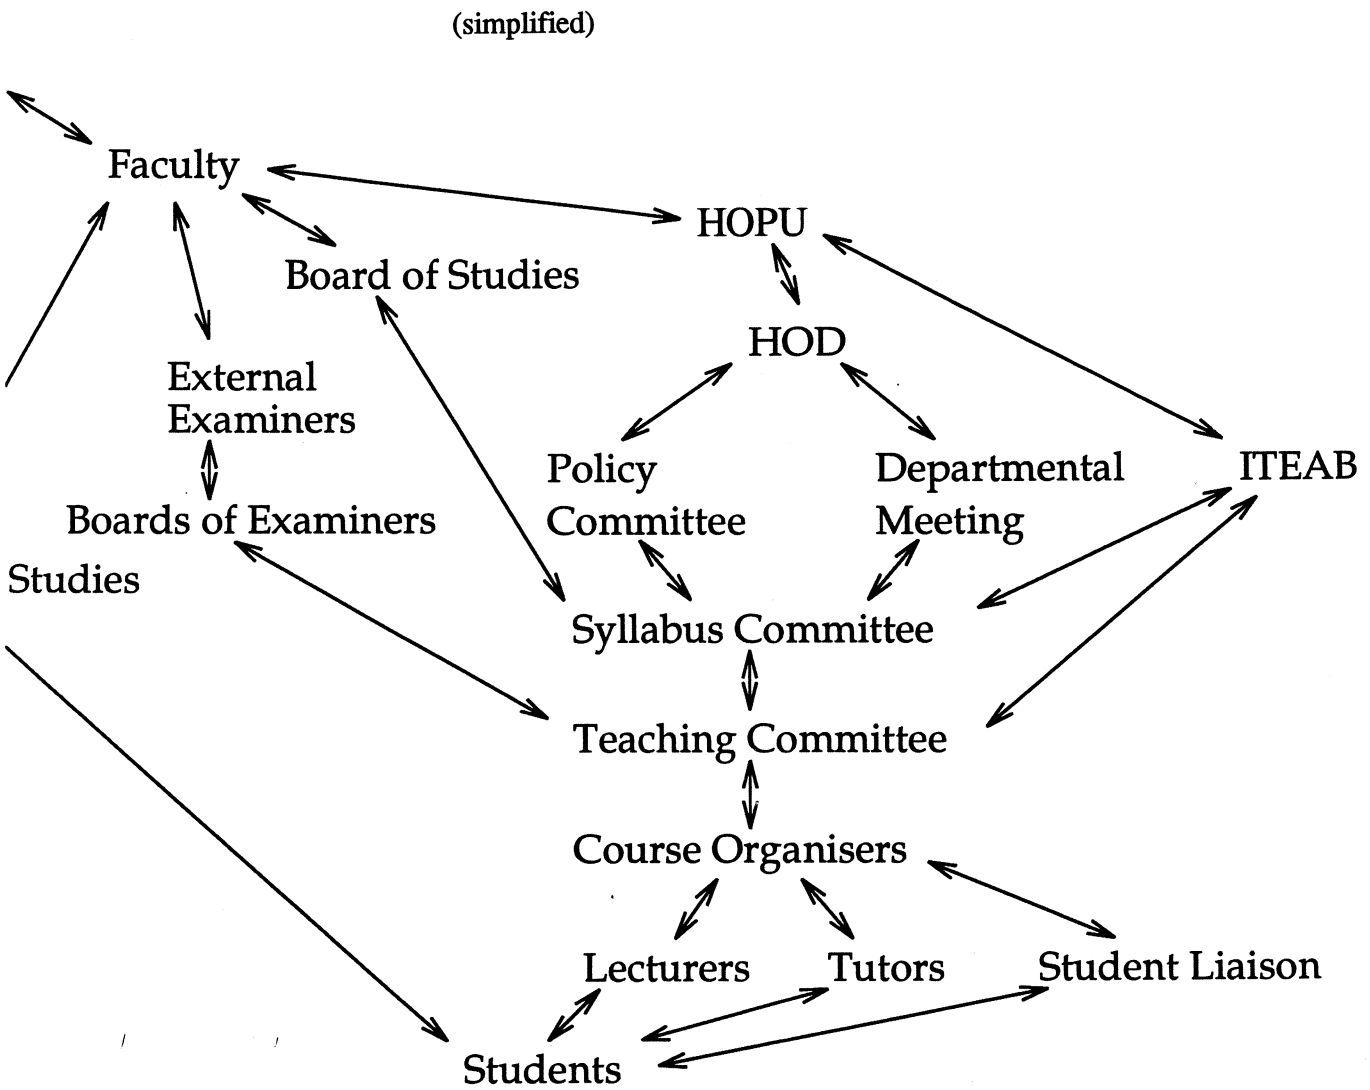 (simplified)
Faculty
HOPU
Board of Studies
HOD
External
Examiners
Policy
Committee
Departmental
Meeting
ITEAB
Boards of Examiners
Studies
Syllabus Committee
Teaching Committee
Course Organisers
Lecturers
Tutors
Student Liaison
Students